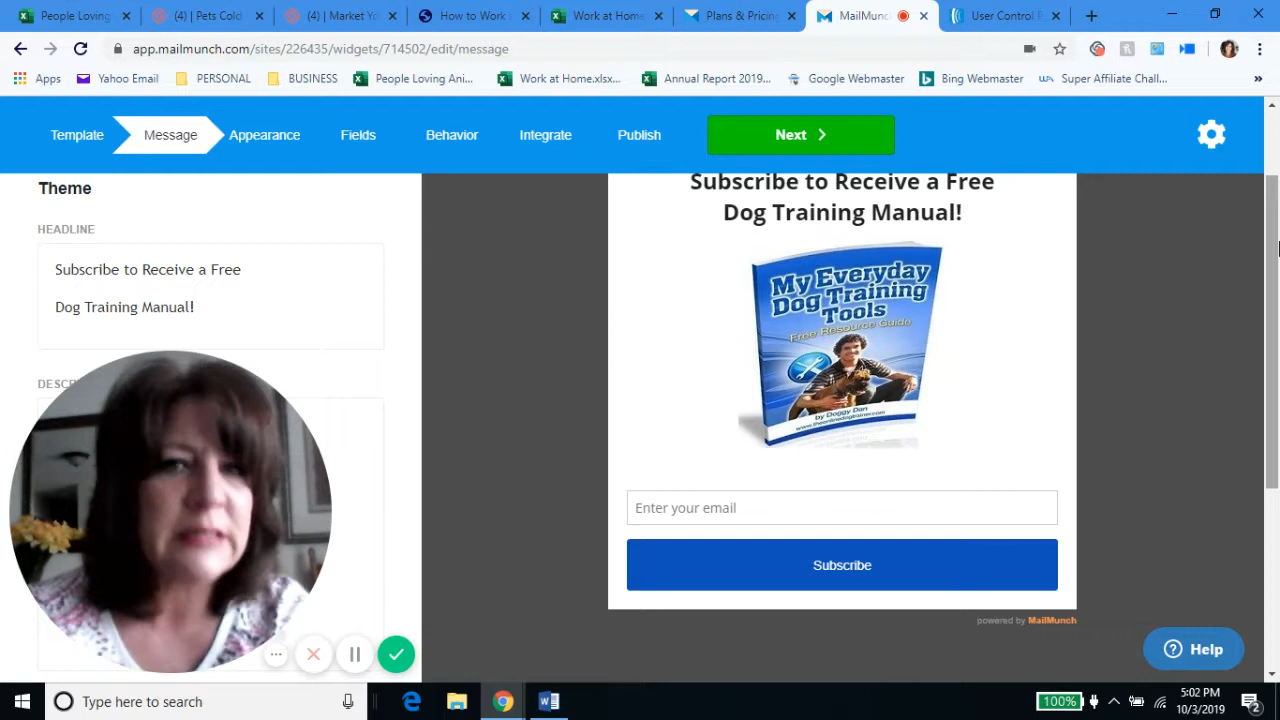 People Loving
(4) | Pets Cold
(4) | Market Yo
How to Work a
Work at Home
Plans & Pricing
MailMunch
User Control P
app.mailmunch.com/sites/226435/widgets/714502/edit/message
Apps
Yahoo Email
PERSONAL
BUSINESS
People Loving Ani...
Work at Home.xlsx...
Annual Report 2019...
Google Webmaster
Bing Webmaster
Super Affiliate Chall...
»
Template
Message
Appearance
Fields
Behavior
Integrate
Publish
Next
Theme
HEADLINE
Subscribe to Receive a Free
Dog Training Manual!
DESC
Subscribe to Receive a Free
Dog Training Manual!
My Everyday
Dog Training
Tools
Free Resource Guide
by Doggy Dan
www.theonlinedogtrainer.com
Enter your email
Subscribe
powered by MailMunch
Help
Type here to search
100%
5:02 PM
10/3/2019
2